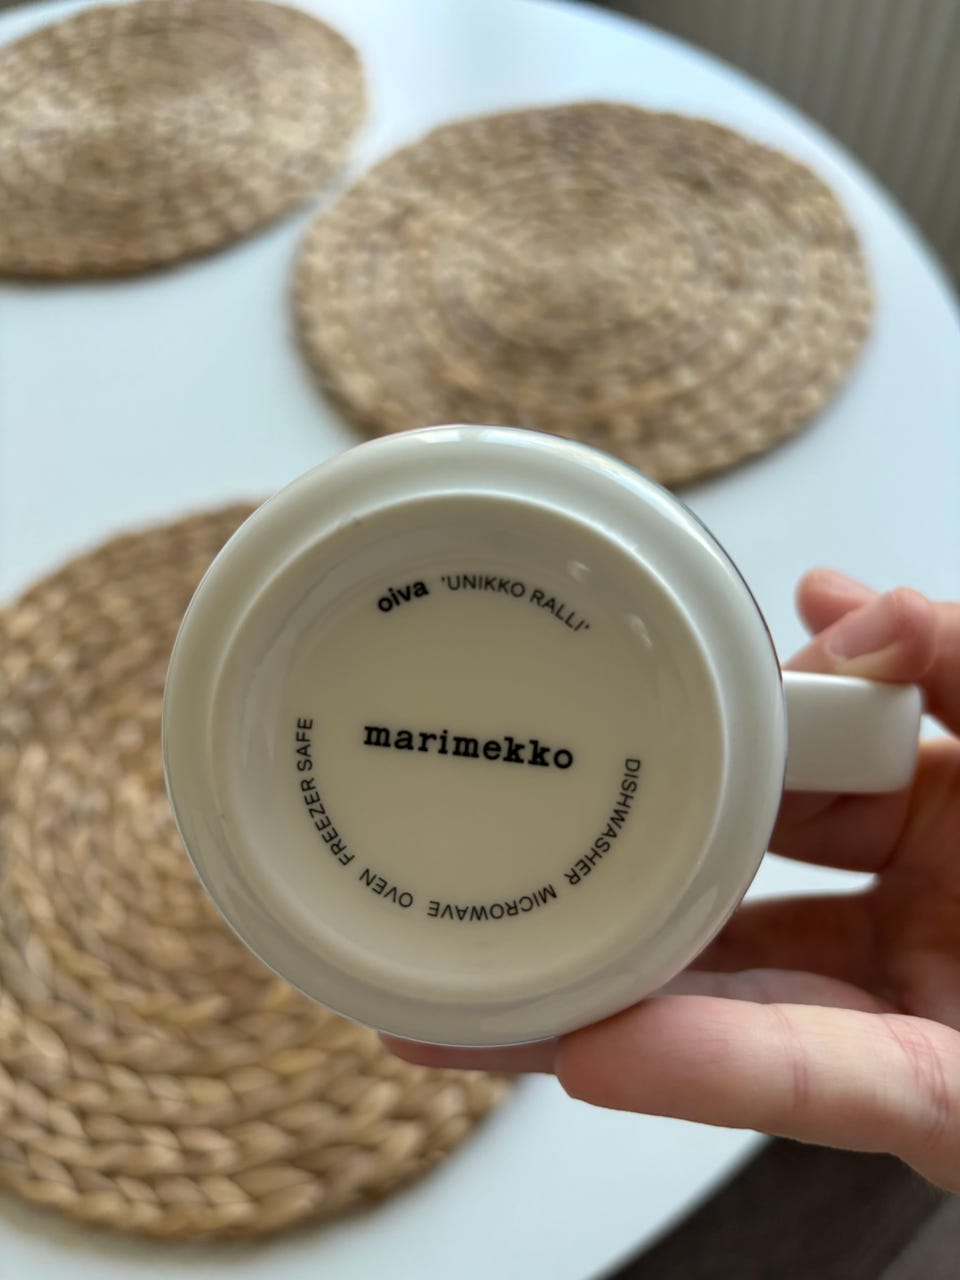 oiva 'UNIKKO RALLI'
marimekko
DISHWASHER MICROWAVE OVEN FREEZER SAFE